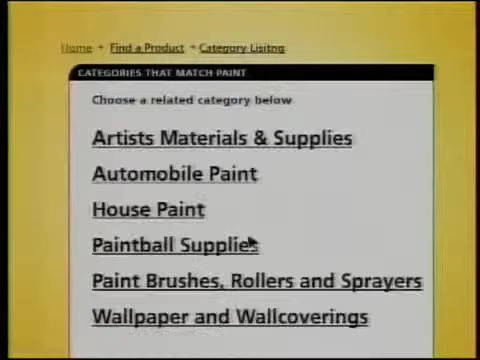 Home • Find a Product • Category Lisitng
CATEGORIES THAT MATCH PAINT
Choose a related category below
Artists Materials & Supplies
Automobile Paint
House Paint
Paintball Supplies
Paint Brushes, Rollers and Sprayers
Wallpaper and Wallcoverings